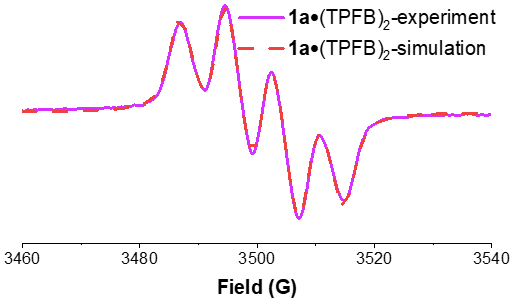 1a•(TPFB)₂-experiment
1a•(TPFB)₂-simulation
3460 3480 3500 3520 3540
Field (G)